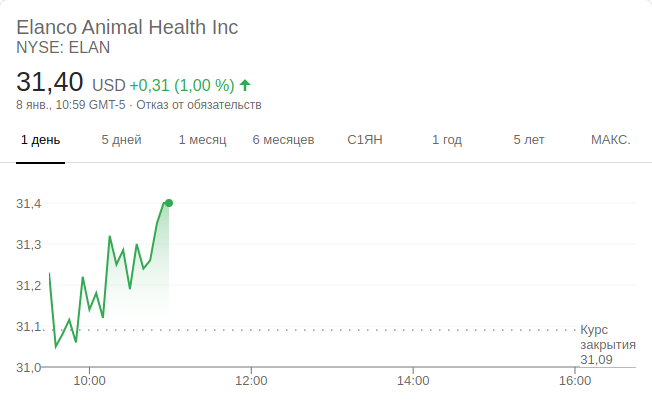 Elanco Animal Health Inc
NYSE: ELAN
31,40 USD +0,31 (1,00 %)
8 янв., 10:59 GMT-5 · Отказ от обязательств
1 день 5 дней 1 месяц 6 месяцев С1ЯН 1 год 5 лет МАКС.
31,4
31,3
31,2
31,1
31,0
Курс
закрытия
31,09
10:00 12:00 14:00 16:00